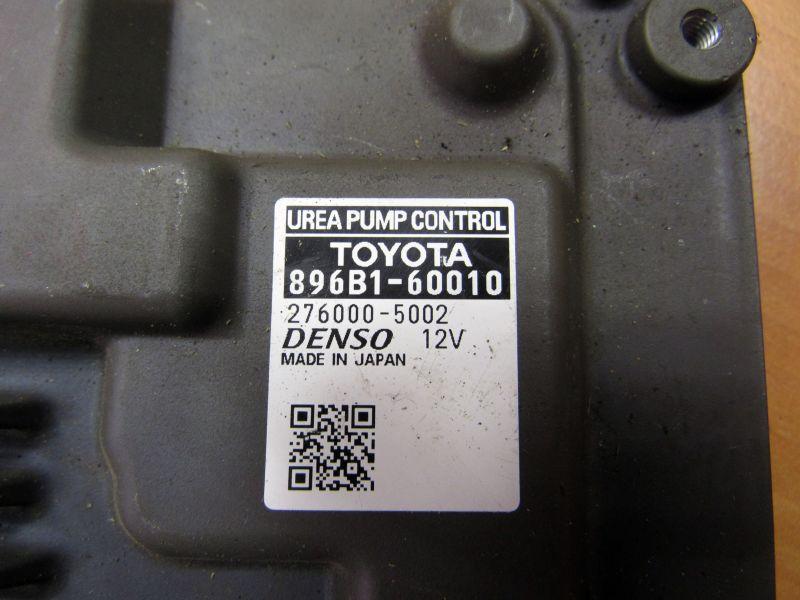 UREA PUMP CONTROL
TOYOTA
896B1-60010
276000-5002
DENSO 12V
MADE IN JAPAN